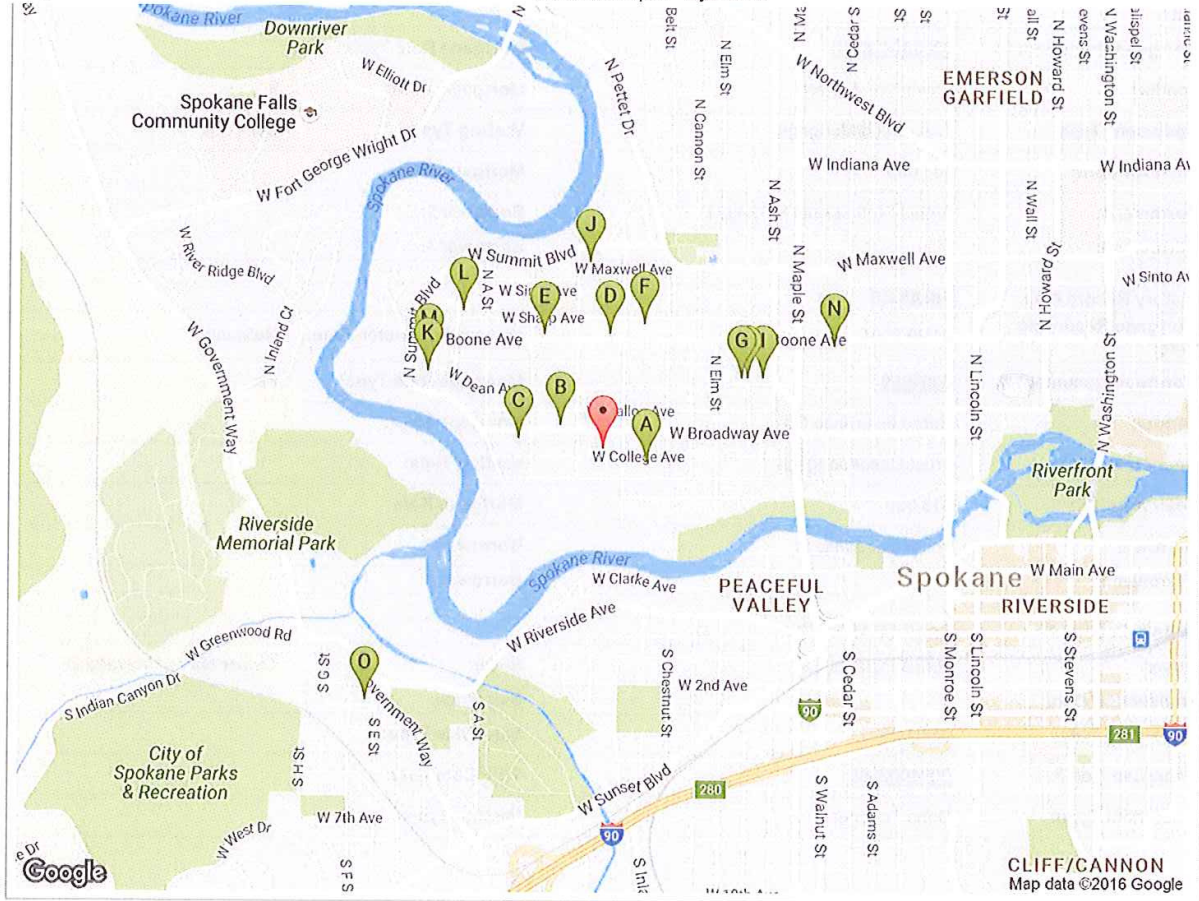 Spokane River
Downriver
Park
W Elliott Dr
Spokane Falls
Community College
W Fort George Wright Dr
N
N Pettet Dr
Belt St
N Elm St
N Cannon St
W Northwest Blvd
EMERSON
GARFIELD
N Howard St
N Washington St
W Indiana Ave
W Indiana Av
Spokane River
N Ash St
N Wall St
J
W River Ridge Blvd
W Summit Blvd
W Maxwell Ave
W Maxwell Ave
N Maple St
N Howard St
W Sinto Av
L
N A St
E
D
F
W Sharp Ave
N
N Inland Ct
W Government Way
M
K
Boone Ave
G
I
Boone Ave
N Elm St
N Lincoln St
N Washington St
W Dean Av
C
B
A
W Broadway Ave
W College Ave
Riverfront
Park
Riverside
Memorial Park
Spokane River
W Clarke Ave
PEACEFUL
VALLEY
Spokane
W Main Ave
RIVERSIDE
W Riverside Ave
W Greenwood Rd
S Indian Canyon Dr
S G St
O
Government Way
S E St
S A St
S Chestnut St
W 2nd Ave
90
S Cedar St
S Monroe St
S Lincoln St
S Stevens St
281
90
City of
Spokane Parks
& Recreation
S H St
W 7th Ave
W West Dr
S F S
W Sunset Blvd
280
90
S Walnut St
S Adams St
CLIFF/CANNON
Google
Map data ©2016 Google